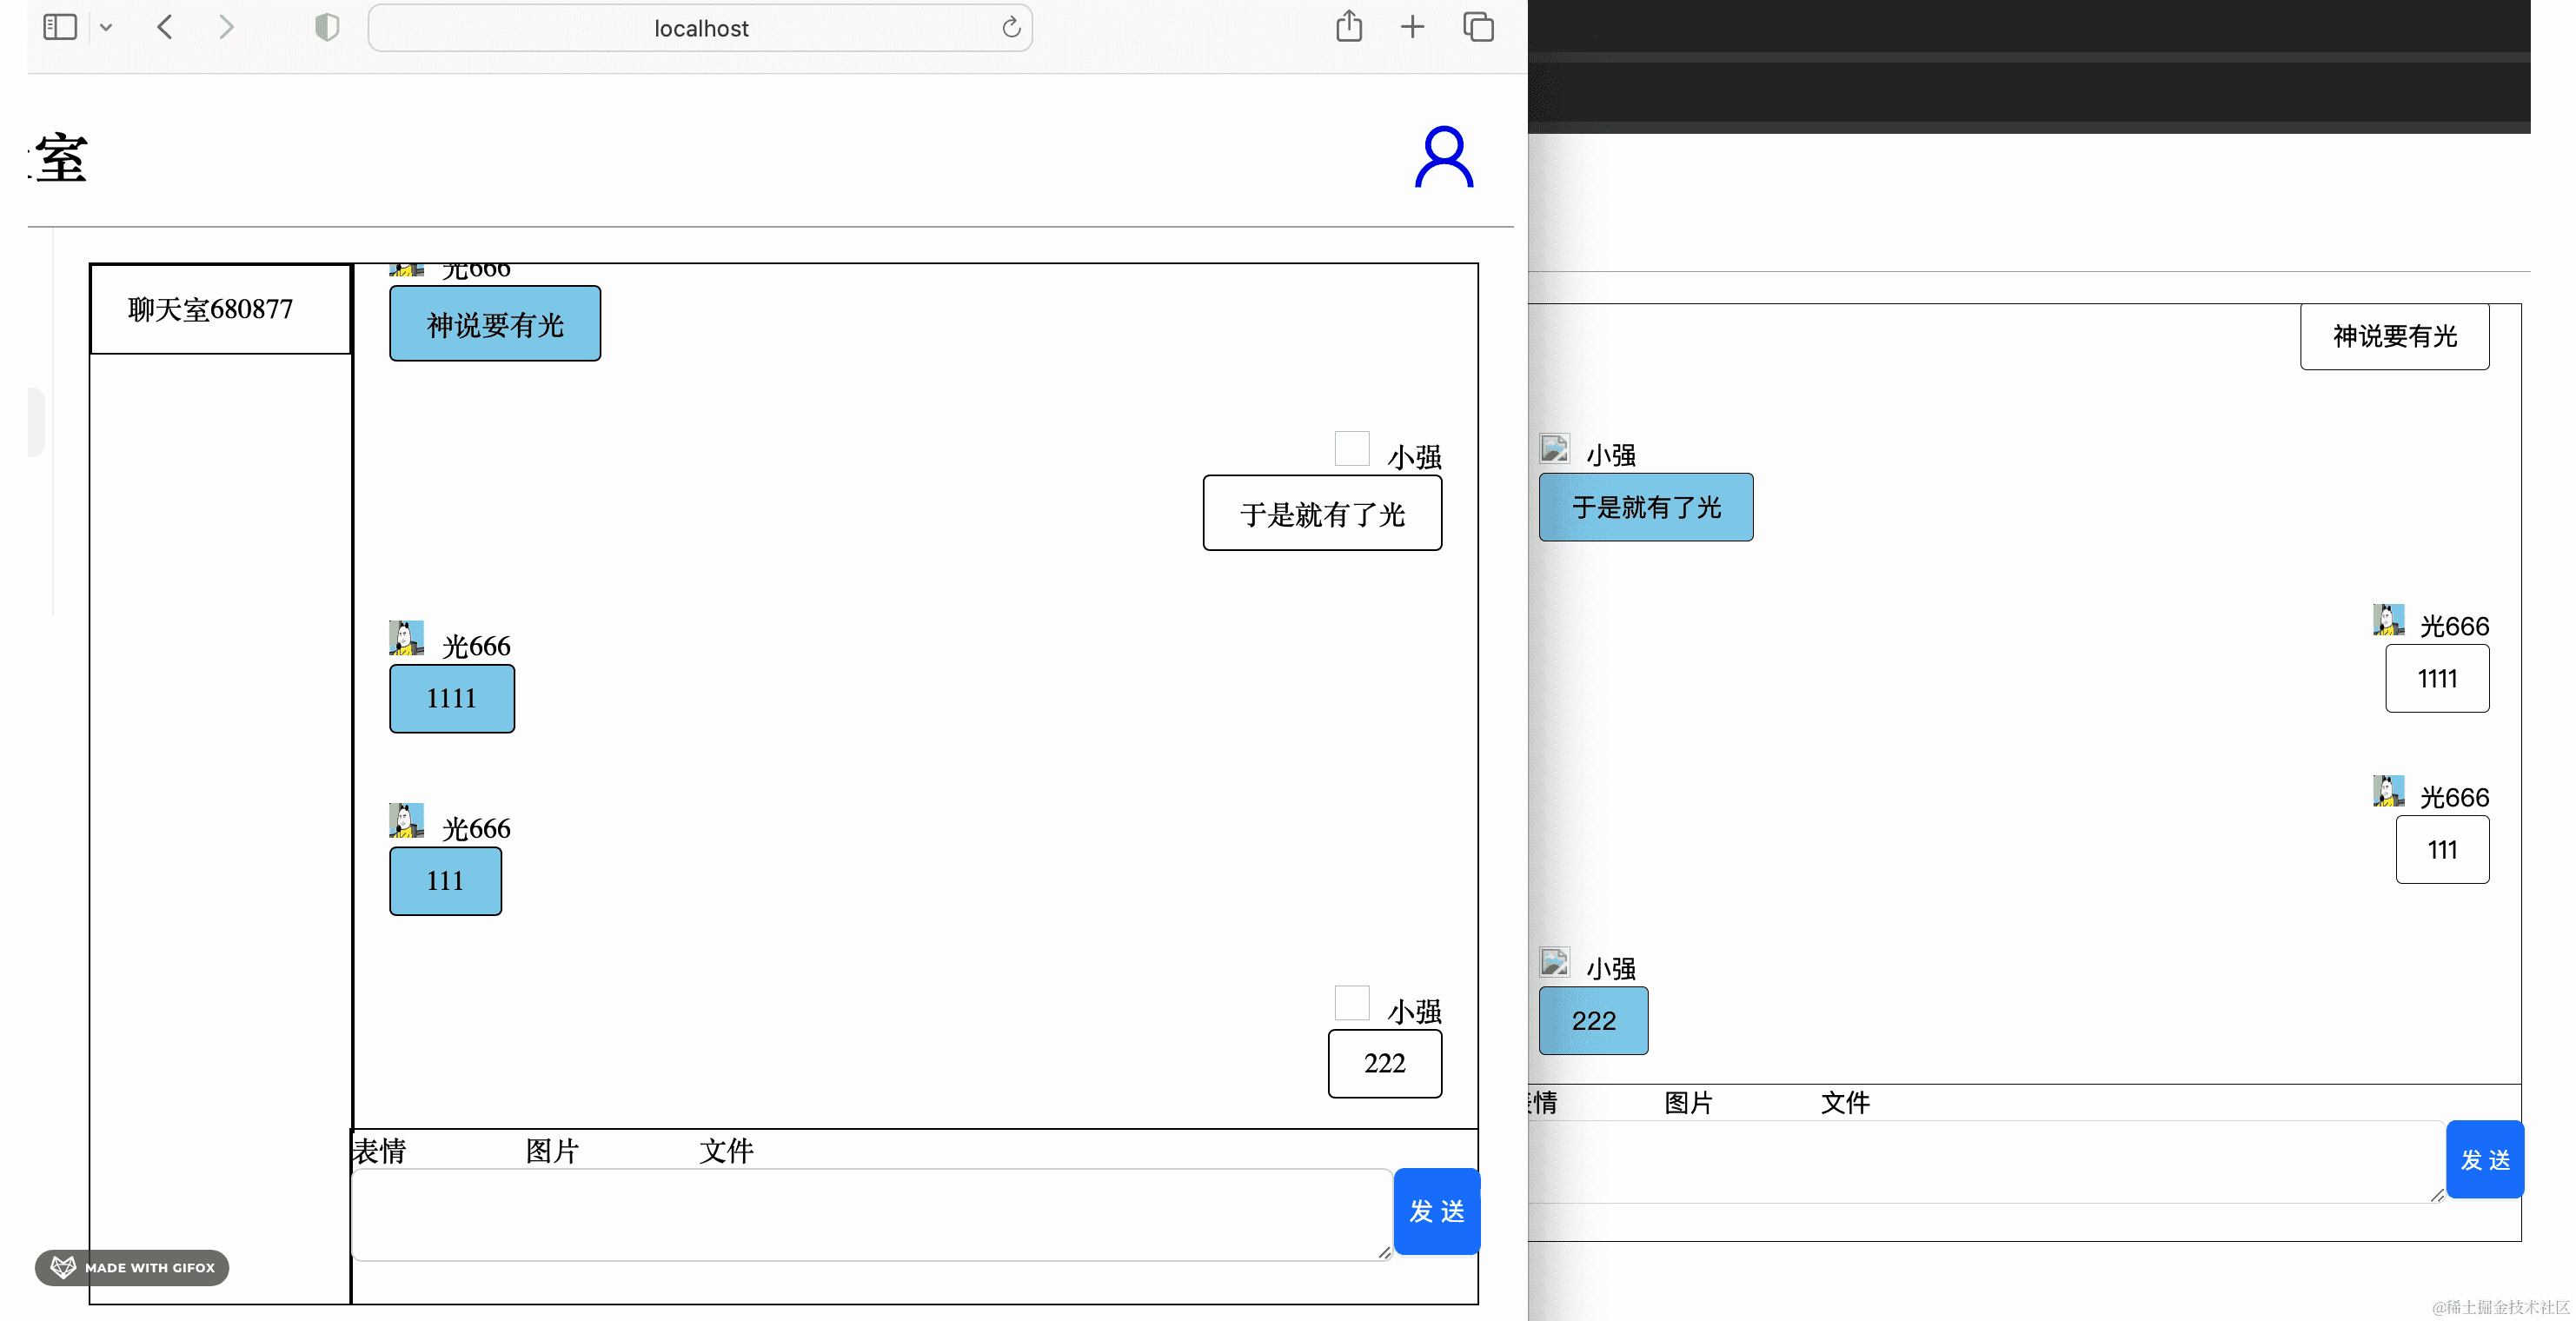 localhost
室
聊天室680877
光666
神说要有光
小强
于是就有了光
光666
1111
光666
111
小强
222
表情
图片
文件
发 送
MADE WITH GIFOX
神说要有光
小强
于是就有了光
光666
1111
光666
111
小强
222
情
图片
文件
发 送
@稀土掘金技术社区